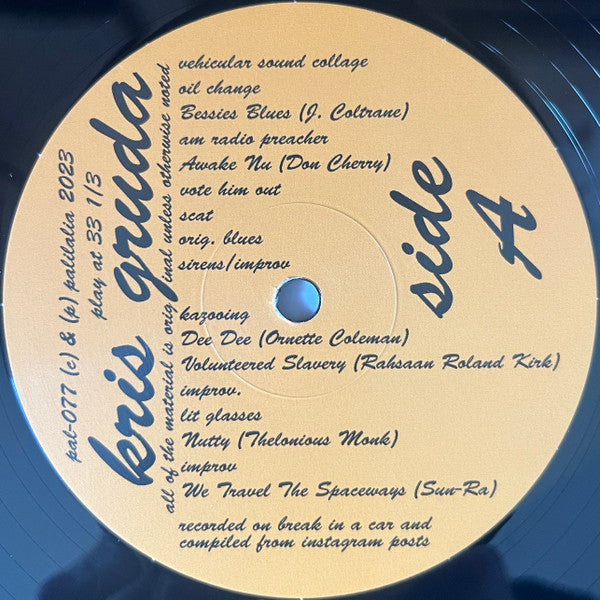 pal-077 (c) & (p) palilalia 2023
play at 33 1/3
kris gruda
all of the material is original unless otherwise noted
vehicular sound collage
oil change
Bessies Blues (J. Coltrane)
am radio preacher
Awake Nu (Don Cherry)
vote him out
scat
orig. blues
sirens/improv
kazooing
Dee Dee (Ornette Coleman)
Volunteered Slavery (Rahsaan Roland Kirk)
improv.
lit glasses
Nutty (Thelonious Monk)
improv
We Travel The Spaceways (Sun-Ra)
recorded on break in a car and
compiled from instagram posts
side
A